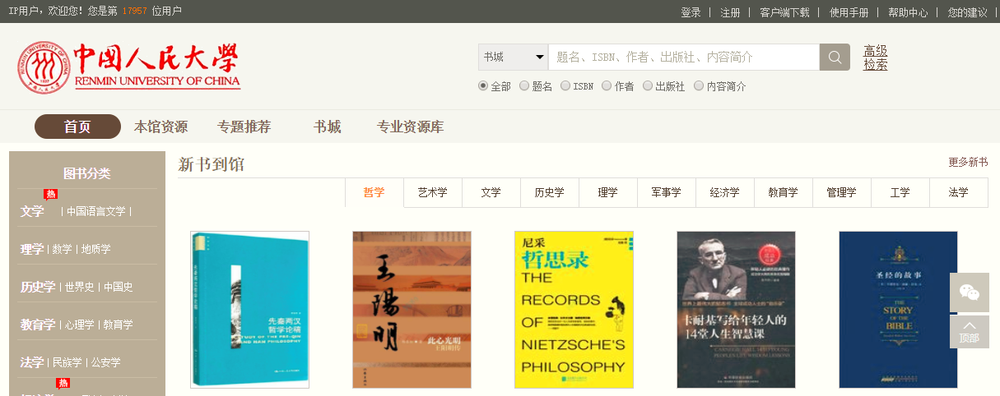 IP用户，欢迎您！您是第 17957 位用户
登录 | 注册 | 客户端下载 | 使用手册 | 帮助中心 | 您的建议 |
RENMIN UNIVERSITY OF CHINA
中国人民大学
1937
RENMIN UNIVERSITY OF CHINA
书城
题名、ISBN、作者、出版社、内容简介
高级
检索
全部 题名 ISBN 作者 出版社 内容简介
首页 本馆资源 专题推荐 书城 专业资源库
图书分类
热
文学 | 中国语言文学 |
理学 | 数学 | 地质学
历史学 | 世界史 | 中国史
教育学 | 心理学 | 教育学
法学 | 民族学 | 公安学
热
新书到馆
更多新书
哲学 艺术学 文学 历史学 理学 军事学 经济学 教育学 管理学 工学 法学
先秦两汉
哲学论稿
STUDY OF THE PRE-QIN
AND HAN PHILOSOPHY
王阳明
此心光明
王阳明传
尼采
哲思录
THE
RECORDS
OF
NIETZSCHE'S
PHILOSOPHY
卡耐基写给年轻人的
14堂人生智慧课
圣经的故事
THE
STORY
OF THE
BIBLE
顶部